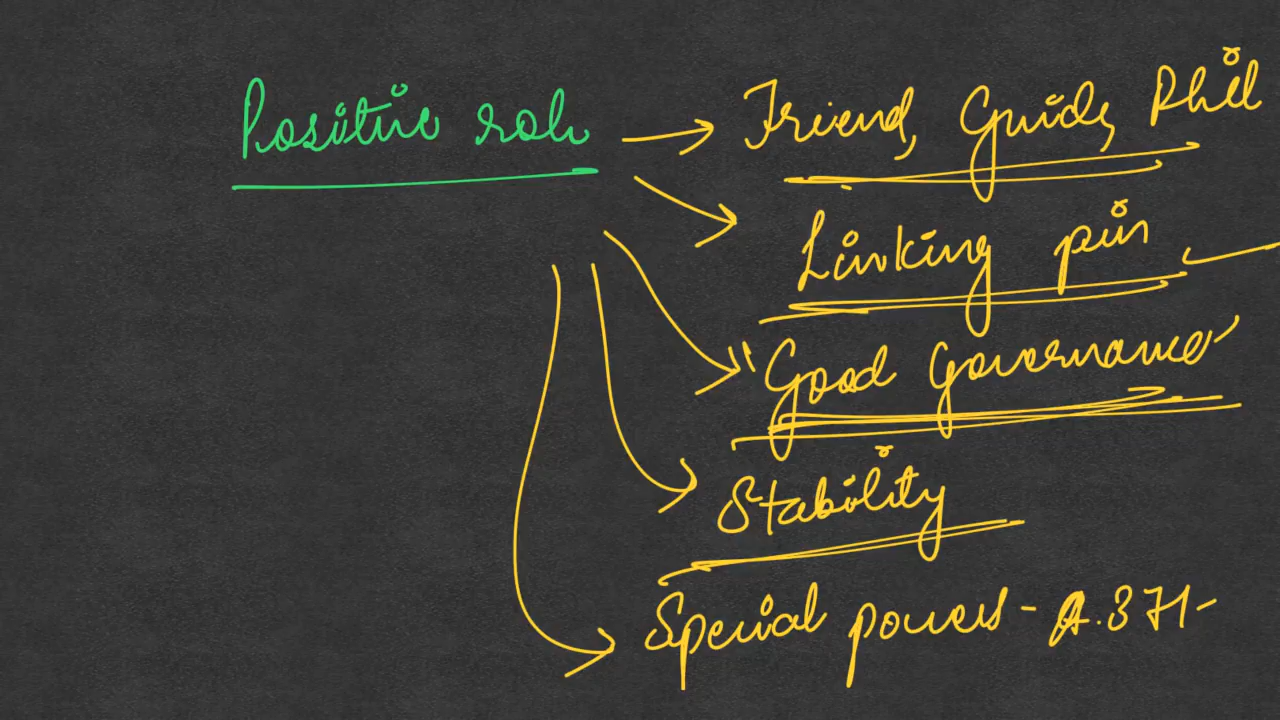 Positive role
Friend, Guide, Phil
Linking pin
"Good Governance"
Stability
Special powers - A.371-